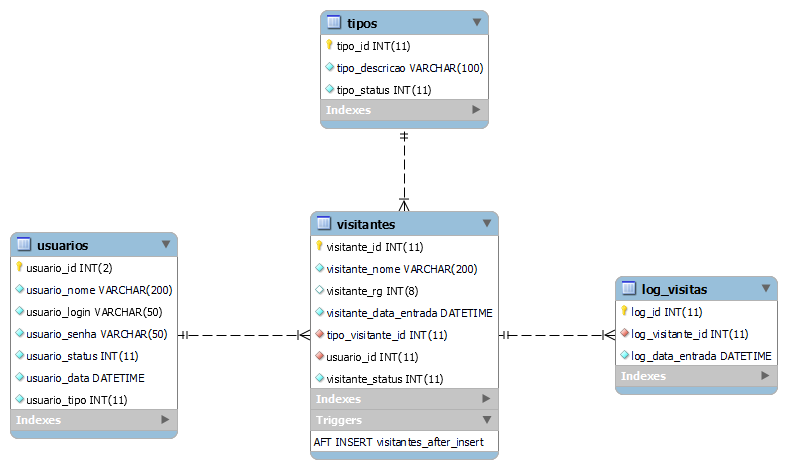 tipos
tipo_id INT(11)
tipo_descricao VARCHAR(100)
tipo_status INT(11)
Indexes
usuarios
usuario_id INT(2)
usuario_nome VARCHAR(200)
usuario_login VARCHAR(50)
usuario_senha VARCHAR(50)
usuario_status INT(11)
usuario_data DATETIME
usuario_tipo INT(11)
Indexes
visitantes
visitante_id INT(11)
visitante_nome VARCHAR(200)
visitante_rg INT(8)
visitante_data_entrada DATETIME
tipo_visitante_id INT(11)
usuario_id INT(11)
visitante_status INT(11)
Indexes
Triggers
AFT INSERT visitantes_after_insert
log_visitas
log_id INT(11)
log_visitante_id INT(11)
log_data_entrada DATETIME
Indexes